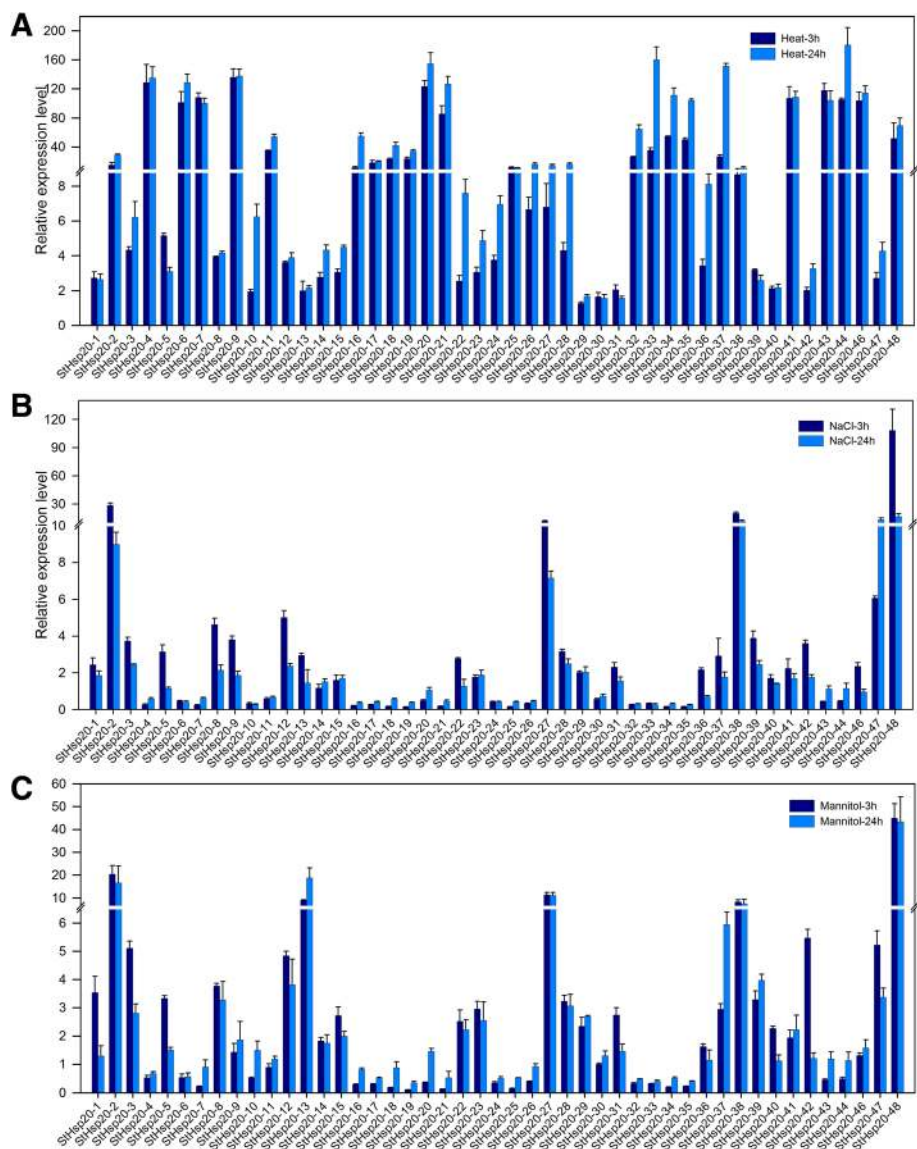 A
Relative expression level
200
160
120
80
40
8
6
4
2
0
Heat-3h
Heat-24h
StHsp20-1
StHsp20-2
StHsp20-3
StHsp20-4
StHsp20-5
StHsp20-6
StHsp20-7
StHsp20-8
StHsp20-9
StHsp20-10
StHsp20-11
StHsp20-12
StHsp20-13
StHsp20-14
StHsp20-15
StHsp20-16
StHsp20-17
StHsp20-18
StHsp20-19
StHsp20-20
StHsp20-21
StHsp20-22
StHsp20-23
StHsp20-24
StHsp20-25
StHsp20-26
StHsp20-27
StHsp20-28
StHsp20-29
StHsp20-30
StHsp20-31
StHsp20-32
StHsp20-33
StHsp20-34
StHsp20-35
StHsp20-36
StHsp20-37
StHsp20-38
StHsp20-39
StHsp20-40
StHsp20-41
StHsp20-42
StHsp20-43
StHsp20-44
StHsp20-46
StHsp20-47
StHsp20-48
B
Relative expression level
120
90
60
30
10
8
6
4
2
0
NaCl-3h
NaCl-24h
StHsp20-1
StHsp20-2
StHsp20-3
StHsp20-4
StHsp20-5
StHsp20-6
StHsp20-7
StHsp20-8
StHsp20-9
StHsp20-10
StHsp20-11
StHsp20-12
StHsp20-13
StHsp20-14
StHsp20-15
StHsp20-16
StHsp20-17
StHsp20-18
StHsp20-19
StHsp20-20
StHsp20-21
StHsp20-22
StHsp20-23
StHsp20-24
StHsp20-25
StHsp20-26
StHsp20-27
StHsp20-28
StHsp20-29
StHsp20-30
StHsp20-31
StHsp20-32
StHsp20-33
StHsp20-34
StHsp20-35
StHsp20-36
StHsp20-37
StHsp20-38
StHsp20-39
StHsp20-40
StHsp20-41
StHsp20-42
StHsp20-43
StHsp20-44
StHsp20-46
StHsp20-47
StHsp20-48
C
60
50
40
30
20
10
6
5
4
3
2
1
0
Mannitol-3h
Mannitol-24h
StHsp20-1
StHsp20-2
StHsp20-3
StHsp20-4
StHsp20-5
StHsp20-6
StHsp20-7
StHsp20-8
StHsp20-9
StHsp20-10
StHsp20-11
StHsp20-12
StHsp20-13
StHsp20-14
StHsp20-15
StHsp20-16
StHsp20-17
StHsp20-18
StHsp20-19
StHsp20-20
StHsp20-21
StHsp20-22
StHsp20-23
StHsp20-24
StHsp20-25
StHsp20-26
StHsp20-27
StHsp20-28
StHsp20-29
StHsp20-30
StHsp20-31
StHsp20-32
StHsp20-33
StHsp20-34
StHsp20-35
StHsp20-36
StHsp20-37
StHsp20-38
StHsp20-39
StHsp20-40
StHsp20-41
StHsp20-42
StHsp20-43
StHsp20-44
StHsp20-46
StHsp20-47
StHsp20-48